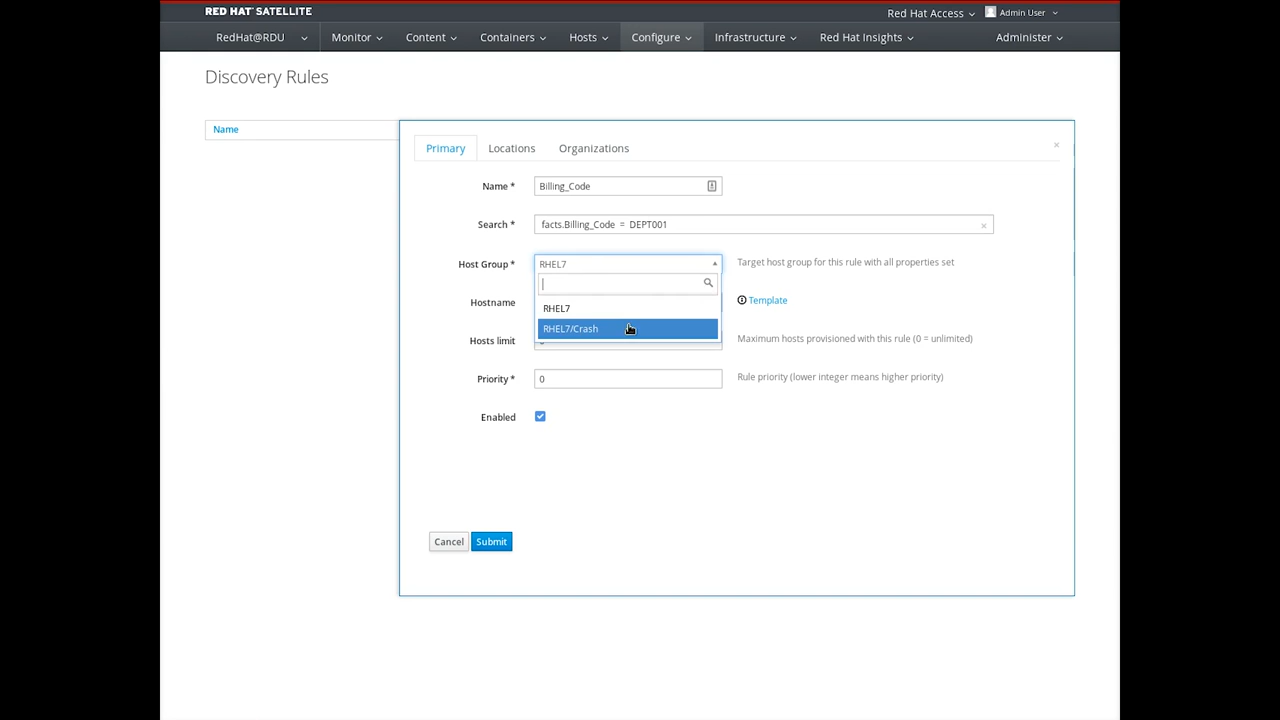 RED HAT SATELLITE
Red Hat Access
Admin User
RedHat@RDU
Monitor
Content
Containers
Hosts
Configure
Infrastructure
Red Hat Insights
Administer
Discovery Rules
Name
Primary
Locations
Organizations
×
Name *
Billing_Code
Search *
facts.Billing_Code = DEPT001
×
Host Group *
RHEL7
Target host group for this rule with all properties set
RHEL7
RHEL7/Crash
Hostname
Template
Hosts limit
Maximum hosts provisioned with this rule (0 = unlimited)
Priority *
0
Rule priority (lower integer means higher priority)
Enabled
Cancel
Submit